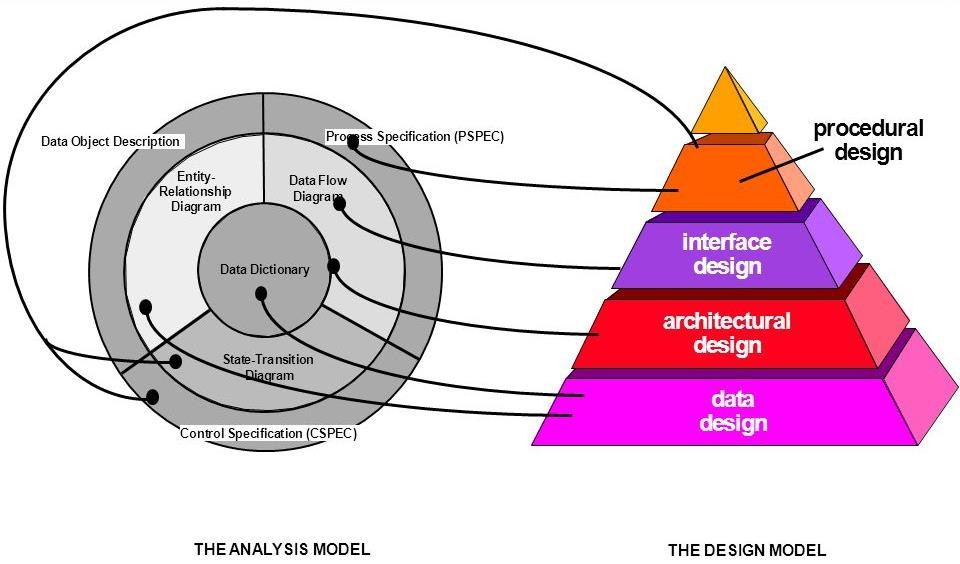 Data Object Description
Process Specification (PSPEC)
Entity-
Relationship
Diagram
Data Flow
Diagram
Data Dictionary
State-Transition
Diagram
Control Specification (CSPEC)
procedural
design
interface
design
architectural
design
data
design
THE ANALYSIS MODEL
THE DESIGN MODEL